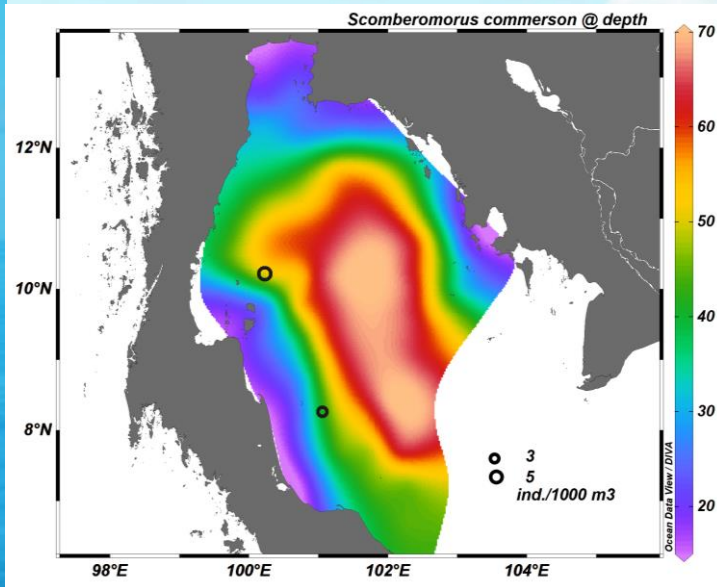 Scomberomorus commerson @ depth
70
60
50
40
30
20
12°N
10°N
8°N
98°E
100°E
102°E
104°E
3
5
ind./1000 m3
Ocean Data View / DIVA